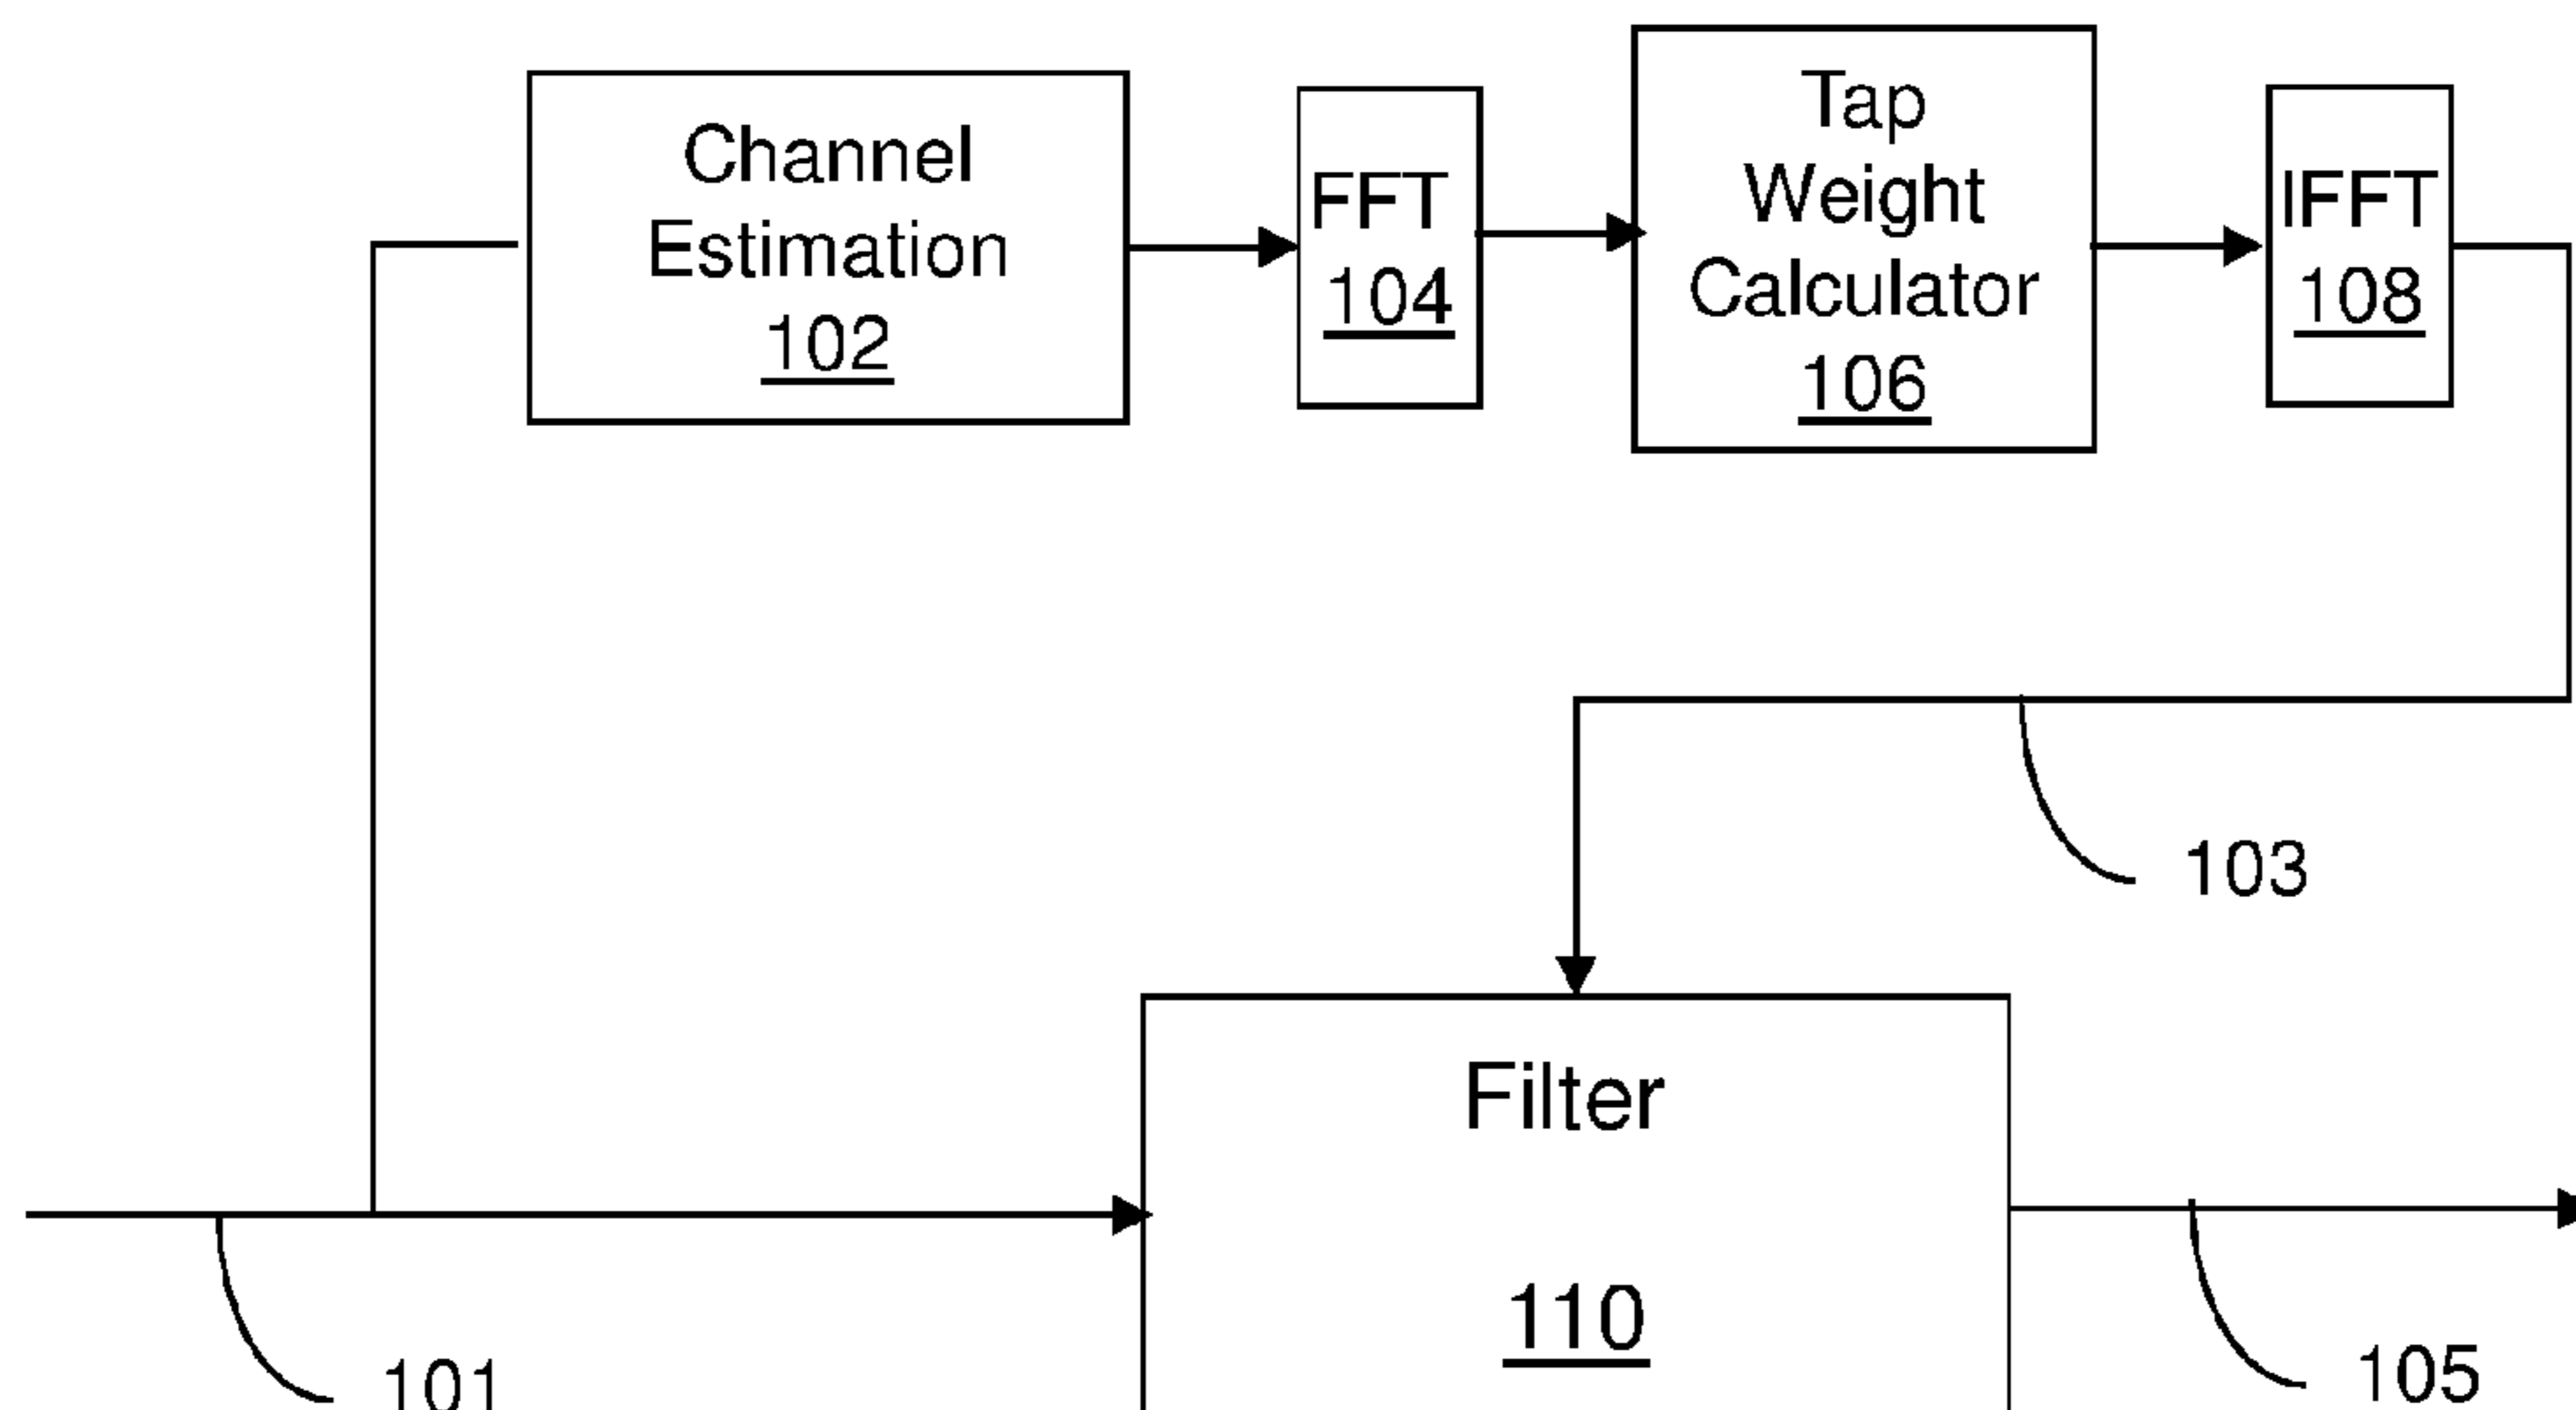 Channel
Estimation
102
FFT
104
Tap
Weight
Calculator
106
IFFT
108
103
Filter
110
101
105